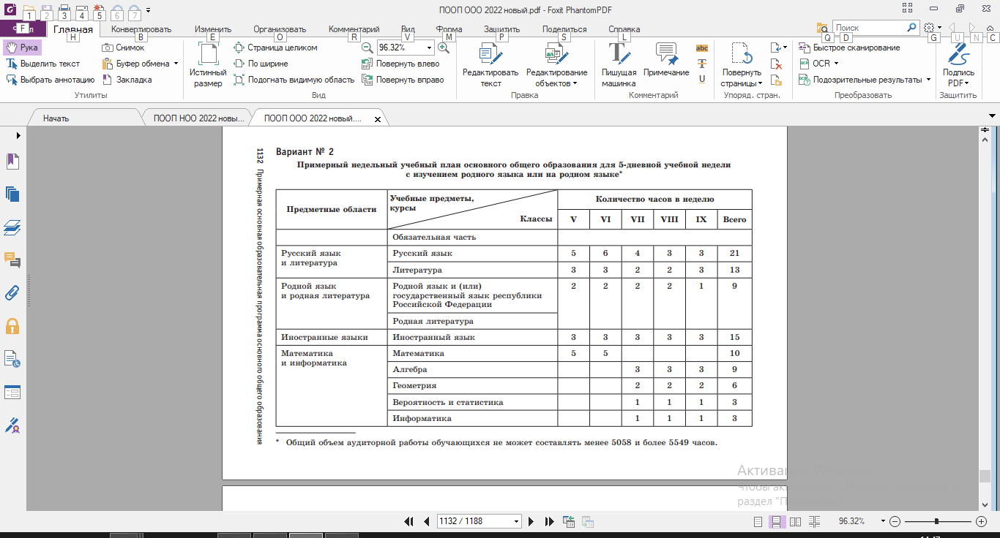 ПООП ООО 2022 новый.pdf - Foxit PhantomPDF
1 2 3 4 5 6 7
Главная Конвертировать Изменить Организовать Комментарий Вид Форма Защитить Поделиться Справка Поиск
F H B E O R V M P S L Q D G U N C
Рука Снимок Страница целиком 96.32% Быстрое сканирование
Выделить текст Буфер обмена По ширине Повернуть влево OCR
Выбрать аннотацию Закладка Подогнать видимую область Повернуть вправо Подозрительные результаты
Истинный размер
Редактировать текст
Редактирование объектов
Пишущая машинка
Примечание
abc
U
Повернуть страницы
Подпись PDF
Утилиты Вид Правка Комментарий Упоряд. стран. Преобразовать Защитить
Начать ПООП НОО 2022 новы... ПООП ООО 2022 новый....
1132 Примерная основная образовательная программа основного общего образования
Вариант № 2
Примерный недельный учебный план основного общего образования для 5-дневной учебной недели
с изучением родного языка или на родном языке*
Предметные области
Учебные предметы,
курсы
Классы
Количество часов в неделю
V VI VII VIII IX Всего
Обязательная часть
Русский язык
и литература
Русский язык 5 6 4 3 3 21
Литература 3 3 2 2 3 13
Родной язык
и родная литература
Родной язык и (или)
государственный язык республики
Российской Федерации
2 2 2 2 1 9
Родная литература
Иностранные языки Иностранный язык 3 3 3 3 3 15
Математика
и информатика
Математика 5 5 10
Алгебра 3 3 3 9
Геометрия 2 2 2 6
Вероятность и статистика 1 1 1 3
Информатика 1 1 1 3
* Общий объем аудиторной работы обучающихся не может составлять менее 5058 и более 5549 часов.
Активация Windows
раздел
1132 / 1188
96.32%